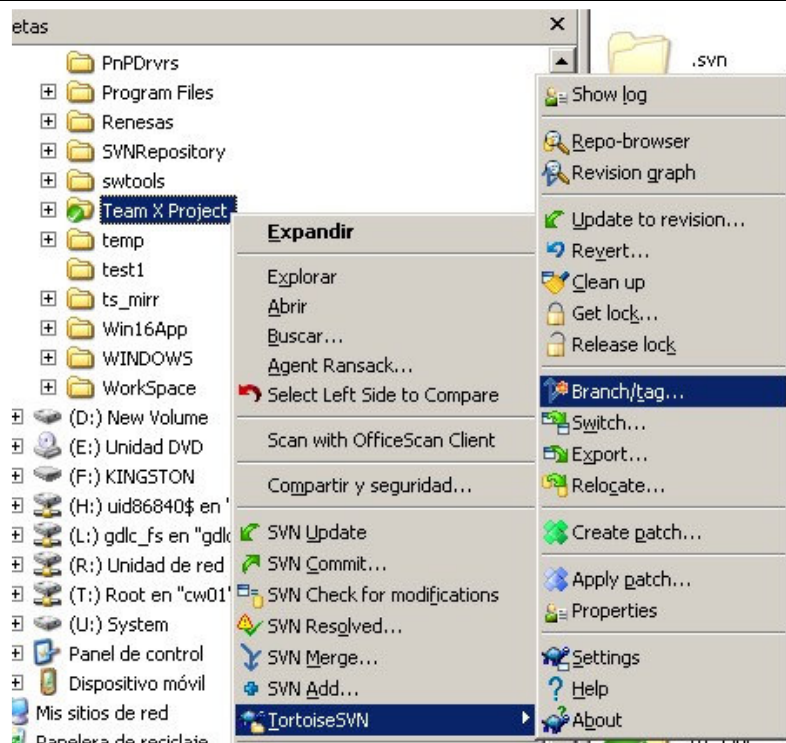 etas
PnPDrvrs
Program Files
Renesas
SVNRepository
swtools
Team X Project
temp
test1
ts_mirr
Win16App
WINDOWS
WorkSpace
(D:) New Volume
(E:) Unidad DVD
(F:) KINGSTON
(H:) uid86840$ en '
(L:) gdlc_fs en "gdlc
(R:) Unidad de red
(T:) Root en "cw01'
(U:) System
Panel de control
Dispositivo móvil
Mis sitios de red
Papelera de reciclaje
Expandir
Explorar
Abrir
Buscar...
Agent Ransack...
Select Left Side to Compare
Scan with OfficeScan Client
Compartir y seguridad...
SVN Update
SVN Commit...
SVN Check for modifications
SVN Resolved...
SVN Merge...
SVN Add...
TortoiseSVN
.svn
Show log
Repo-browser
Revision graph
Update to revision...
Revert...
Clean up
Get lock...
Release lock
Branch/tag...
Switch...
Export...
Relocate...
Create patch...
Apply patch...
Properties
Settings
Help
About